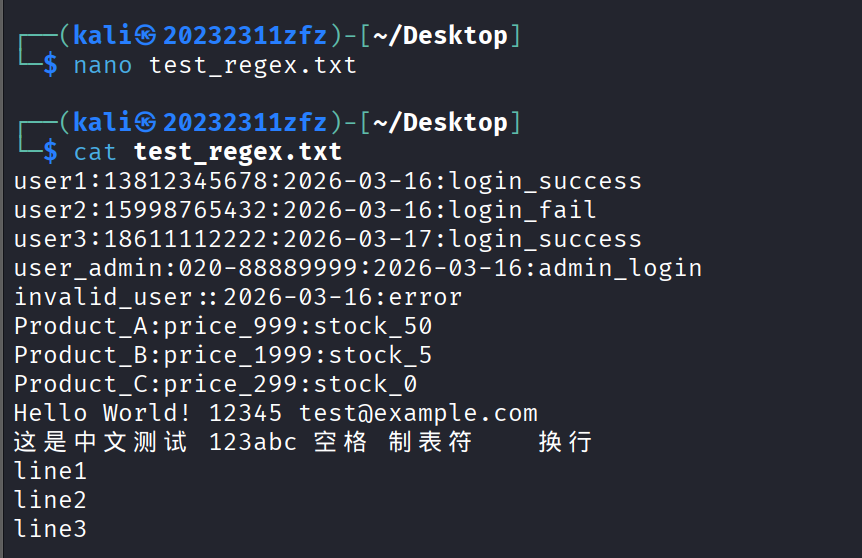 ┌──(kali㉿20232311zfz)-[~/Desktop]
└─$ nano test_regex.txt
┌──(kali㉿20232311zfz)-[~/Desktop]
└─$ cat test_regex.txt
user1:13812345678:2026-03-16:login_success
user2:15998765432:2026-03-16:login_fail
user3:18611112222:2026-03-17:login_success
user_admin:020-88889999:2026-03-16:admin_login
invalid_user::2026-03-16:error
Product_A:price_999:stock_50
Product_B:price_1999:stock_5
Product_C:price_299:stock_0
Hello World! 12345 test@example.com
这是中文测试 123abc 空格 制表符    换行
line1
line2
line3